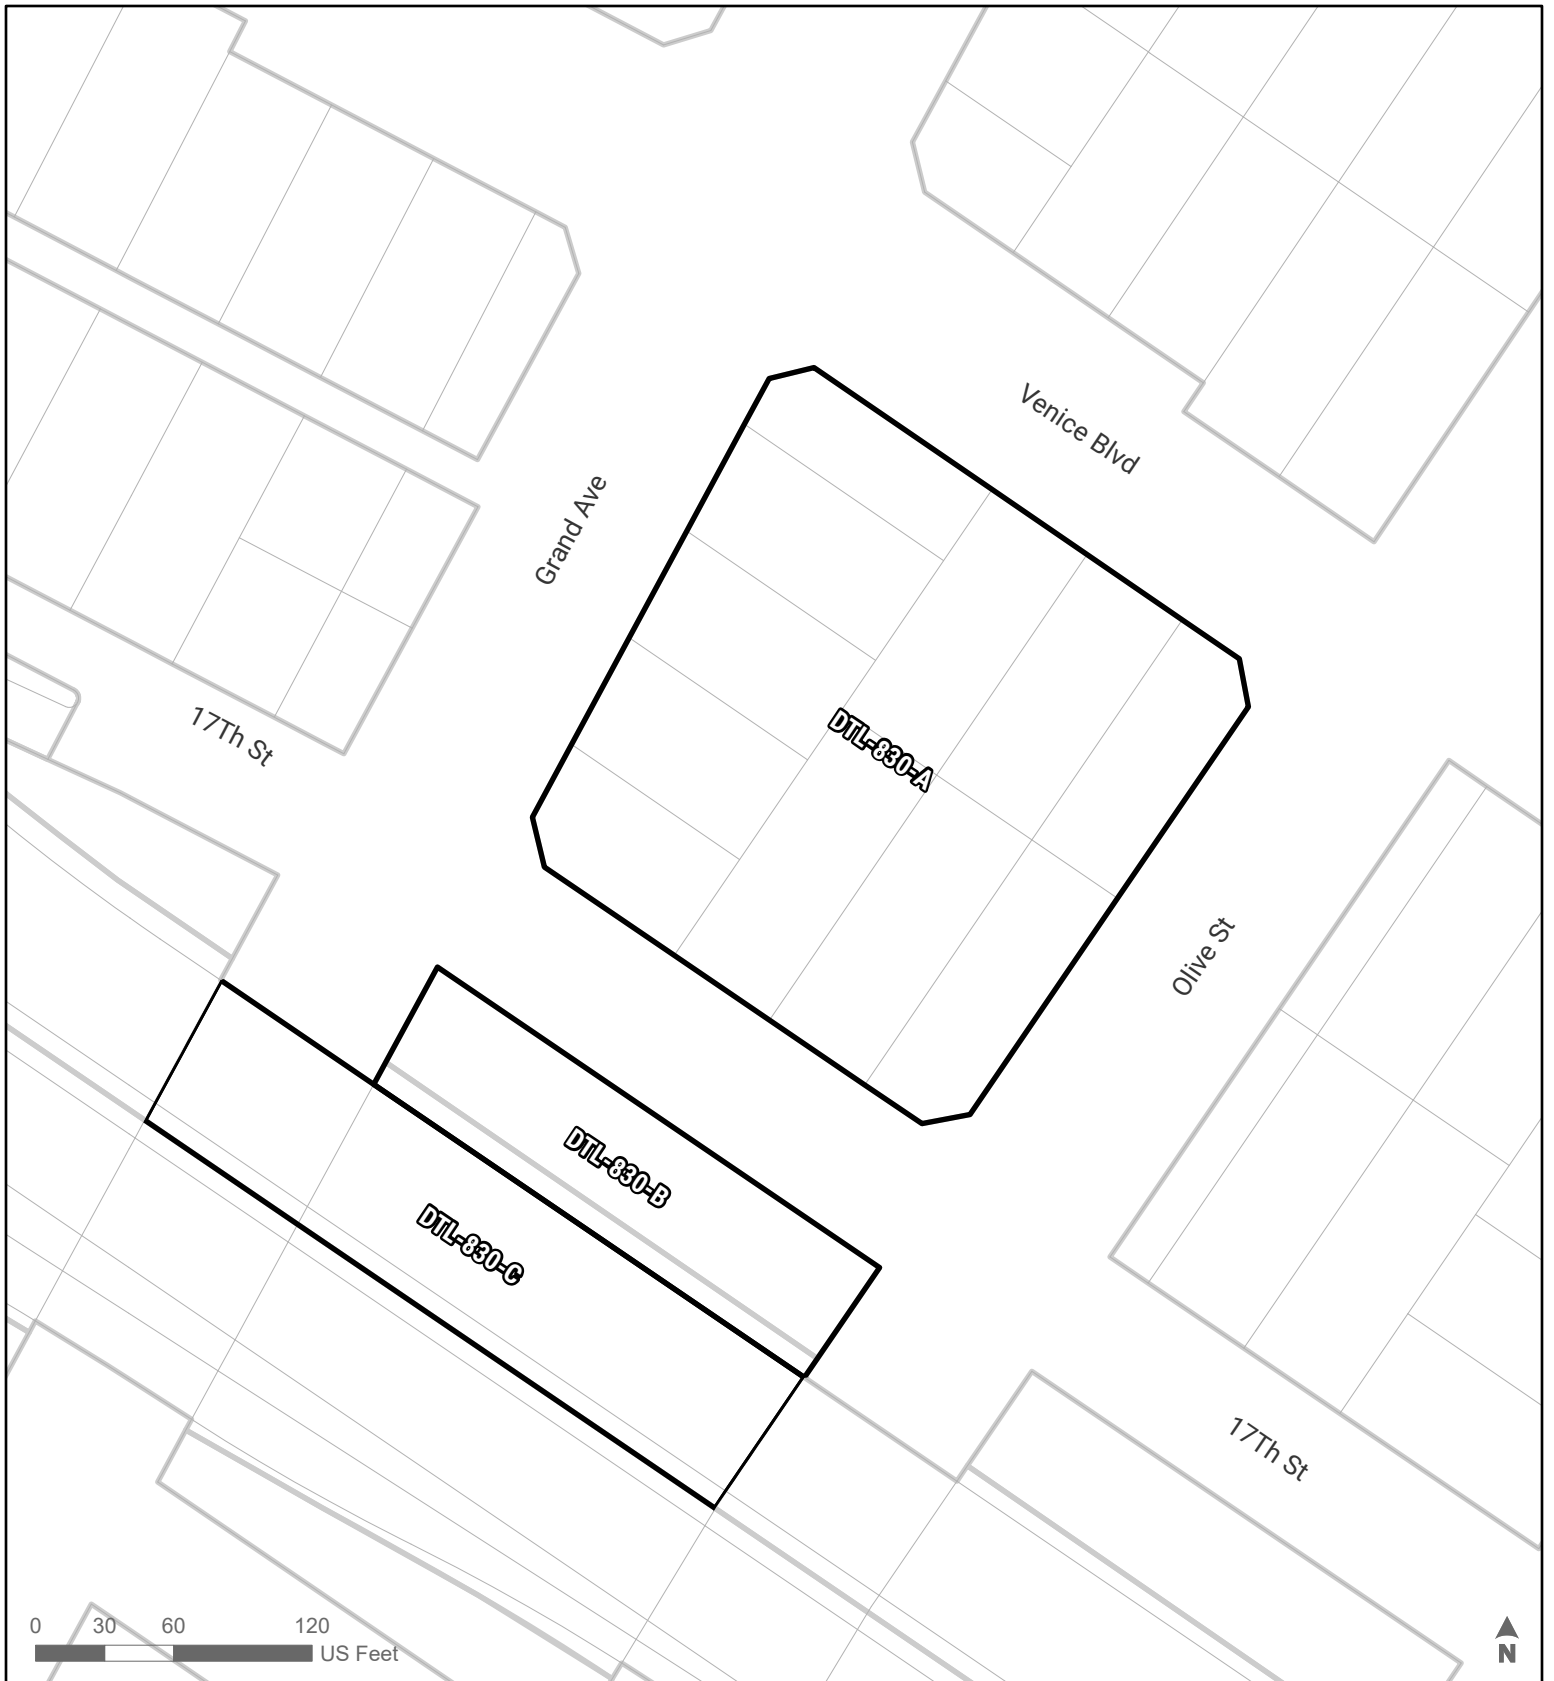 Venice Blvd
Grand Ave
17Th St
DTL-830-A
Olive St
DTL-830-B
DTL-830-C
17Th St
0 30 60 120
US Feet
N